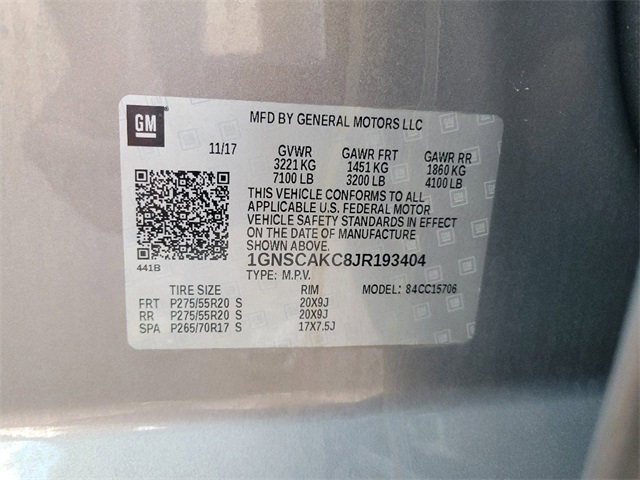 GM
MFD BY GENERAL MOTORS LLC
11/17 GVWR GAWR FRT GAWR RR
3221 KG 1451 KG 1860 KG
7100 LB 3200 LB 4100 LB
THIS VEHICLE CONFORMS TO ALL
APPLICABLE U.S. FEDERAL MOTOR
VEHICLE SAFETY STANDARDS IN EFFECT
ON THE DATE OF MANUFACTURE
SHOWN ABOVE.
1GNSCAKC8JR193404
441B
TYPE: M.P.V.
TIRE SIZE RIM MODEL: 84CC15706
FRT P275/55R20 S 20X9J
RR P275/55R20 S 20X9J
SPA P265/70R17 S 17X7.5J